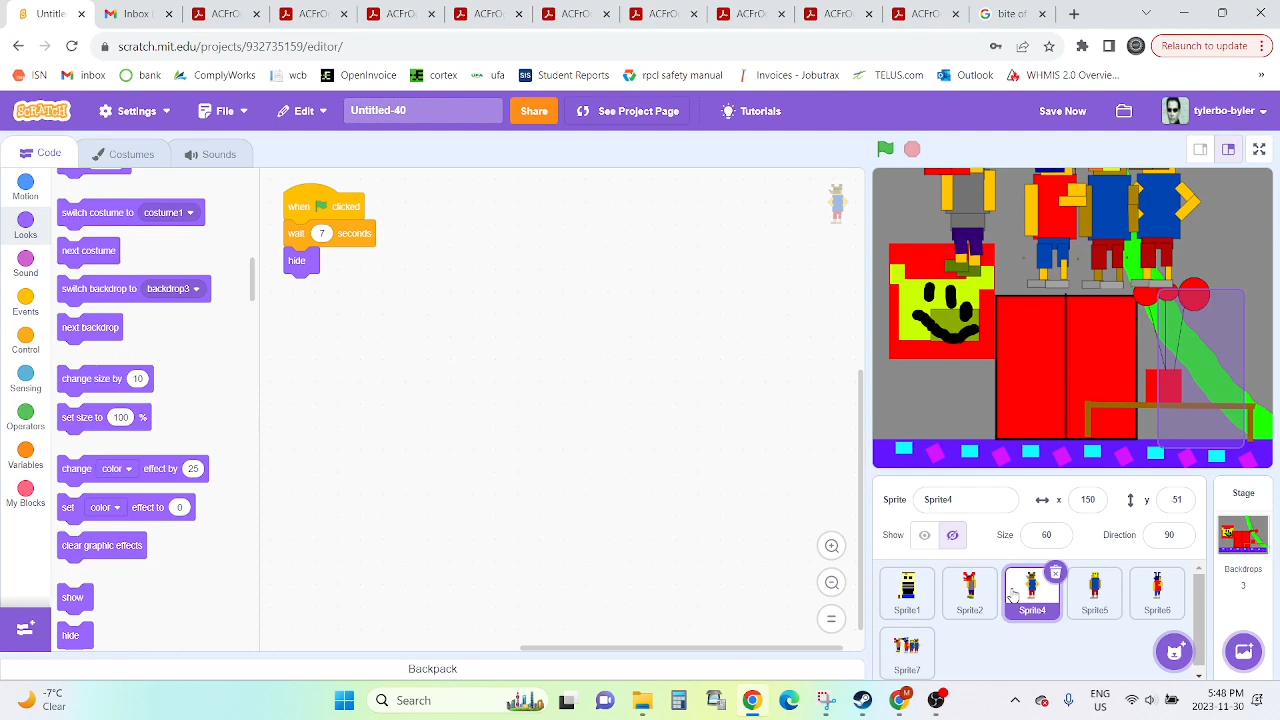 Untitle
Inbox
ACFRO
ACFRO
ACFRO
ACFRO
ACFRO
ACFRO
ACFRO
ACFRO
ACFRO
bite of
scratch.mit.edu/projects/932735159/editor/
Relaunch to update
ISN
inbox
Bank
ComplyWorks
wcb
OpenInvoice
cortex
ufa
Student Reports
rpcl safety manual
Invoices - Jobutrax
TELUS.com
Outlook
WHMIS 2.0 Overvie...
SCRATCH
Settings
File
Edit
Untitled-40
Share
See Project Page
Tutorials
Save Now
tylerbo-byler
Code
Costumes
Sounds
Motion
Looks
Sound
Events
Control
Sensing
Operators
Variables
My Blocks
switch costume to costume1
next costume
switch backdrop to backdrop3
next backdrop
change size by 10
set size to 100 %
change color effect by 25
set color effect to 0
clear graphic effects
show
hide
when clicked
wait 7 seconds
hide
Backpack
Sprite
Sprite4
x
150
y
-51
Show
Size
60
Direction
90
Sprite1
Sprite2
Sprite4
Sprite5
Sprite6
Sprite7
Stage
Backdrops
3
-7°C
Clear
Search
ENG
US
5:48 PM
2023-11-30